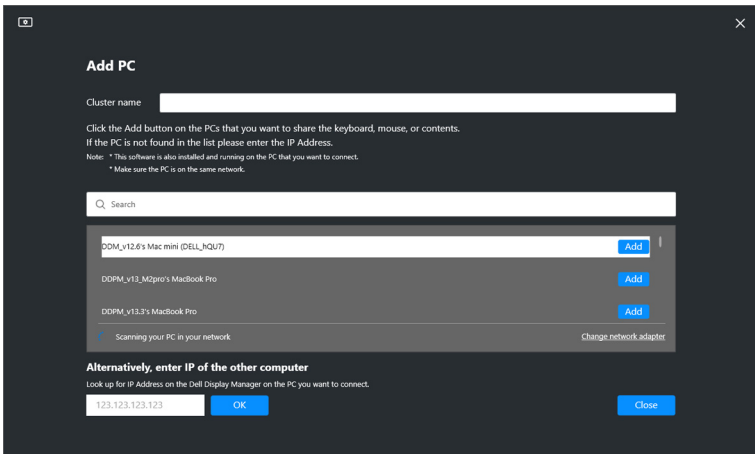 Add PC
Cluster name
Click the Add button on the PCs that you want to share the keyboard, mouse, or contents.
If the PC is not found in the list please enter the IP Address.
Note: * This software is also installed and running on the PC that you want to connect.
* Make sure the PC is on the same network.
Search
DDM_v12.6's Mac mini (DELL_hQU7) Add
DDPM_v13_M2pro's MacBook Pro Add
DDPM_v13.3's MacBook Pro Add
Scanning your PC in your network Change network adapter
Alternatively, enter IP of the other computer
Look up for IP Address on the Dell Display Manager on the PC you want to connect.
123.123.123.123 OK Close